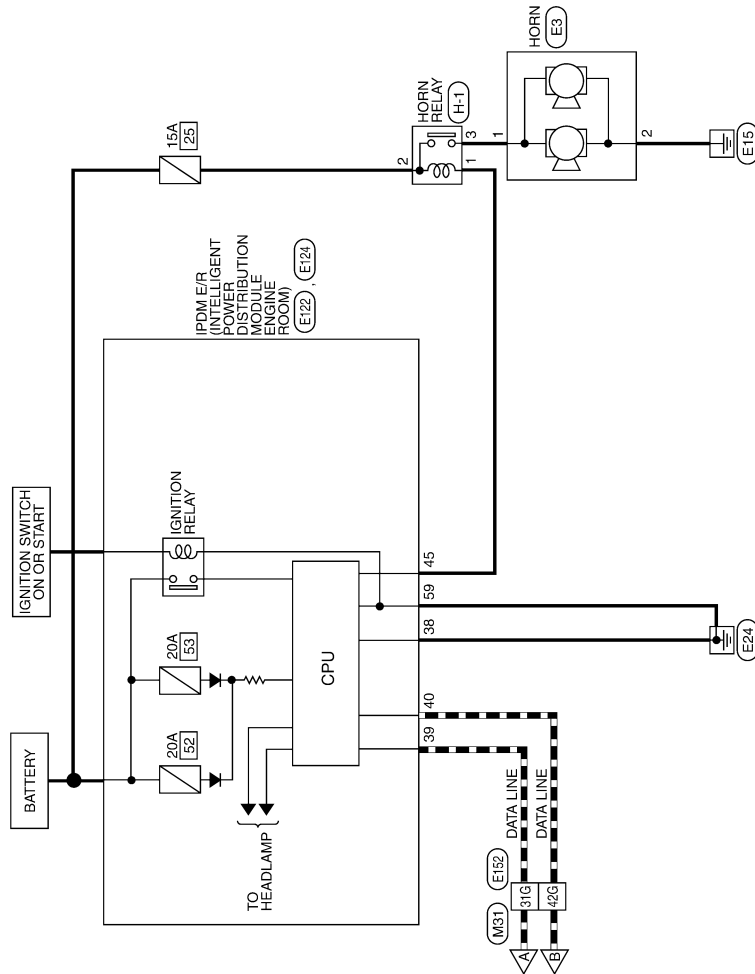 BATTERY
IGNITION SWITCH
ON OR START
20A
52
20A
53
IGNITION
RELAY
TO
HEADLAMP
CPU
IPDM E/R
(INTELLIGENT
POWER
DISTRIBUTION
MODULE
ENGINE
ROOM)
E122 , E124
15A
25
39
40
38
59
45
2
HORN
RELAY
H-1
1
3
HORN
E3
1
2
E15
E24
DATA LINE
DATA LINE
M31
E152
31G
42G
A
B